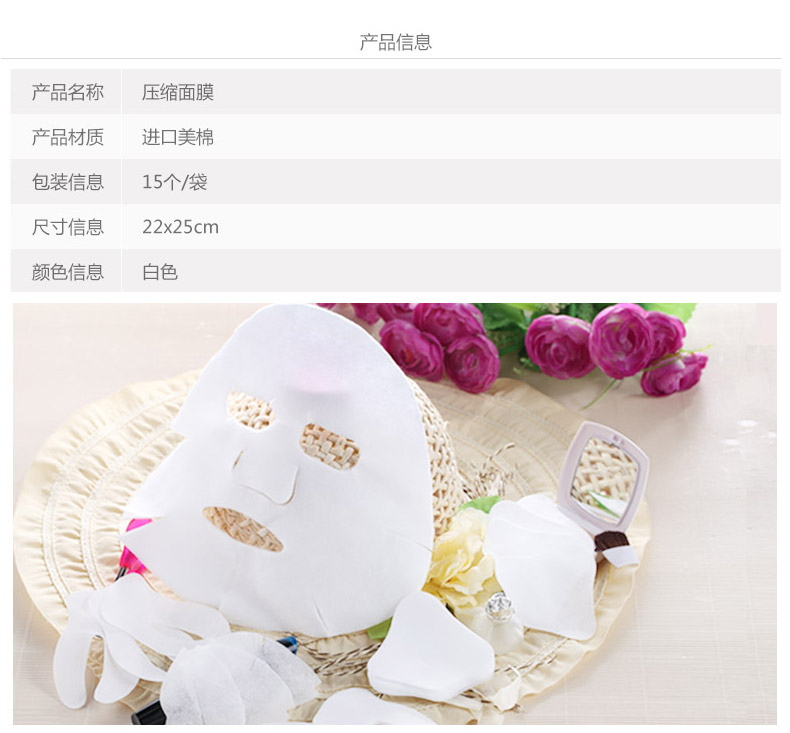 产品信息
产品名称 压缩面膜
产品材质 进口美棉
包装信息 15个/袋
尺寸信息 22x25cm
颜色信息 白色